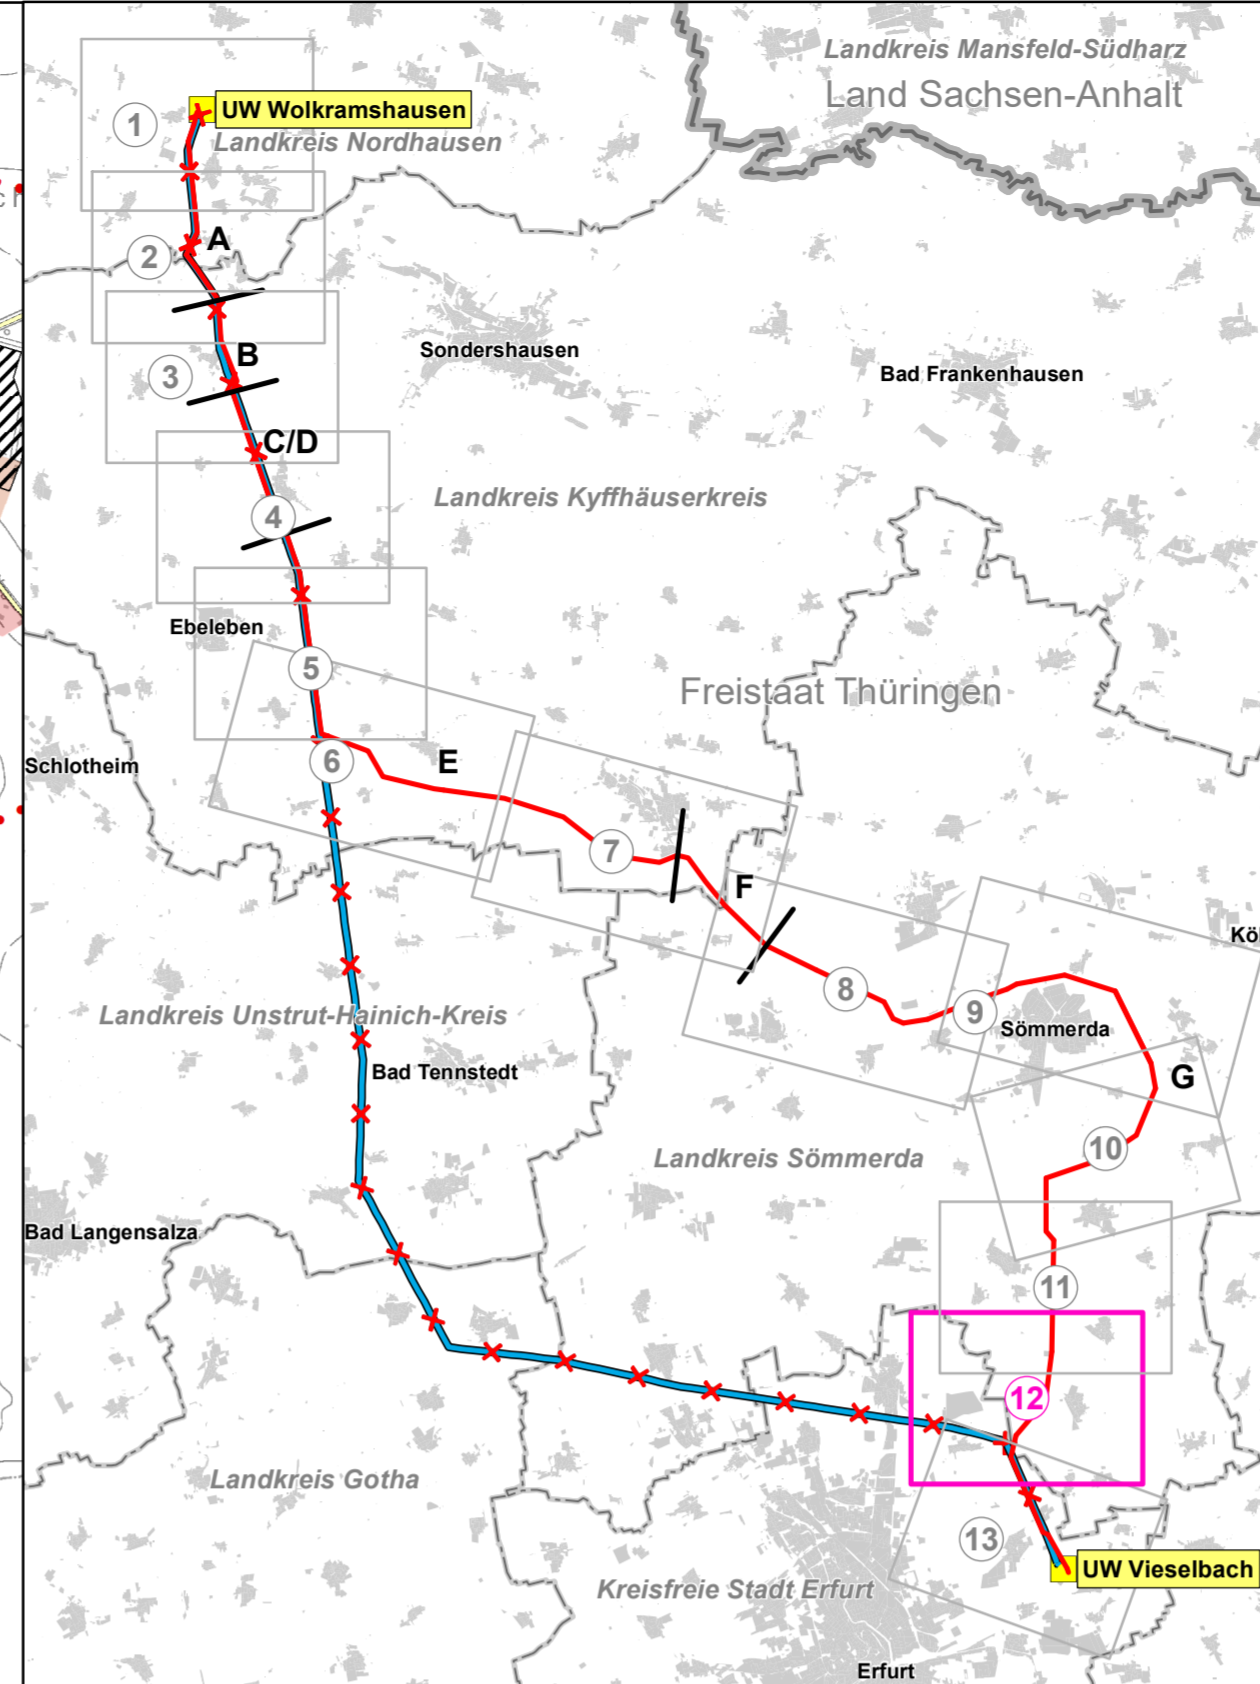 Landkreis Mansfeld-Südharz
Land Sachsen-Anhalt
UW Wolkramshausen
1
Landkreis Nordhausen
A
2
Sondershausen
B
3
Bad Frankenhausen
C/D
Landkreis Kyffhäuserkreis
4
Ebeleben
5
Freistaat Thüringen
Schlotheim
6
E
7
F
Kö
8
9
Sömmerda
Landkreis Unstrut-Hainich-Kreis
Bad Tennstedt
G
10
Landkreis Sömmerda
Bad Langensalza
11
12
Landkreis Gotha
13
UW Vieselbach
Kreisfreie Stadt Erfurt
Erfurt